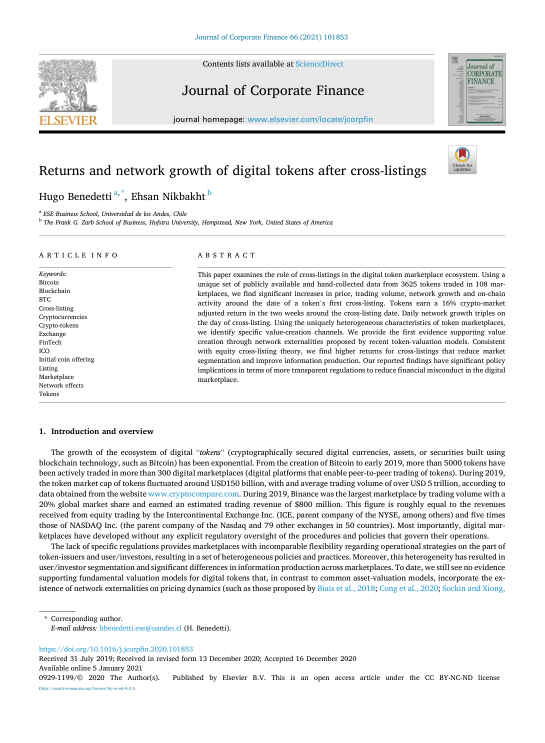 Journal of Corporate Finance 66 (2021) 101853
Contents lists available at ScienceDirect
Journal of Corporate Finance
journal homepage: www.elsevier.com/locate/jcorpfin
ELSEVIER
Journal of
CORPORATE
FINANCE
Check for
updates
Returns and network growth of digital tokens after cross-listings
Hugo Benedetti a,*, Ehsan Nikbakht b
a ESE Business School, Universidad de los Andes, Chile
b The Frank G. Zarb School of Business, Hofstra University, Hempstead, New York, United States of America
ARTICLE INFO
Keywords:
Bitcoin
Blockchain
BTC
Cross-listing
Cryptocurrencies
Crypto-tokens
Exchange
FinTech
ICO
Initial coin offering
Listing
Marketplace
Network effects
Tokens
ABSTRACT
This paper examines the role of cross-listings in the digital token marketplace ecosystem. Using a
unique set of publicly available and hand-collected data from 3625 tokens traded in 108 mar-
ketplaces, we find significant increases in price, trading volume, network growth and on-chain
activity around the date of a token's first cross-listing. Tokens earn a 16% crypto-market
adjusted return in the two weeks around the cross-listing date. Daily network growth triples on
the day of cross-listing. Using the uniquely heterogeneous characteristics of token marketplaces,
we identify specific value-creation channels. We provide the first evidence supporting value
creation through network externalities proposed by recent token-valuation models. Consistent
with equity cross-listing theory, we find higher returns for cross-listings that reduce market
segmentation and improve information production. Our reported findings have significant policy
implications in terms of more transparent regulations to reduce financial misconduct in the digital
marketplace.
1. Introduction and overview
The growth of the ecosystem of digital "tokens" (cryptographically secured digital currencies, assets, or securities built using
blockchain technology, such as Bitcoin) has been exponential. From the creation of Bitcoin to early 2019, more than 5000 tokens have
been actively traded in more than 300 digital marketplaces (digital platforms that enable peer-to-peer trading of tokens). During 2019,
the token market cap of tokens fluctuated around USD150 billion, and with average trading volume of over USD 5 trillion, according to
data obtained from the website www.cryptocompare.com. During 2019, Binance was the largest marketplace by trading volume with a
20% global market share and earned an estimated trading revenue of $800 million. This figure is roughly equal to the revenues
received from equity trading by the Intercontinental Exchange Inc. (ICE, parent company of the NYSE, among others) and five times
those of NASDAQ Inc. (the parent company of the Nasdaq and 79 other exchanges in 50 countries). Most importantly, digital mar-
ketplaces have developed without any explicit regulatory oversight of the procedures and policies that govern their operations.
The lack of specific regulations provides marketplaces with incomparable flexibility regarding operational strategies on the part of
token-issuers and user/investors, resulting in a set of heterogeneous policies and practices. Moreover, this heterogeneity has resulted in
user/investor segmentation and significant differences in information production across marketplaces. To date, we still see no evidence
supporting fundamental valuation models for digital tokens that, in contrast to common asset-valuation models, incorporate the ex-
istence of network externalities on pricing dynamics (such as those proposed by Biais et al., 2018; Cong et al., 2020; Sockin and Xiong,
* Corresponding author.
E-mail address: hbenedetti.ese@uandes.cl (H. Benedetti).
https://doi.org/10.1016/j.jcorpfin.2020.101853
Received 31 July 2019; Received in revised form 13 December 2020; Accepted 16 December 2020
Available online 5 January 2021
0929-1199/© 2020 The Author(s). Published by Elsevier B.V. This is an open access article under the CC BY-NC-ND license
(http://creativecommons.org/licenses/by-nc-nd/4.0/).